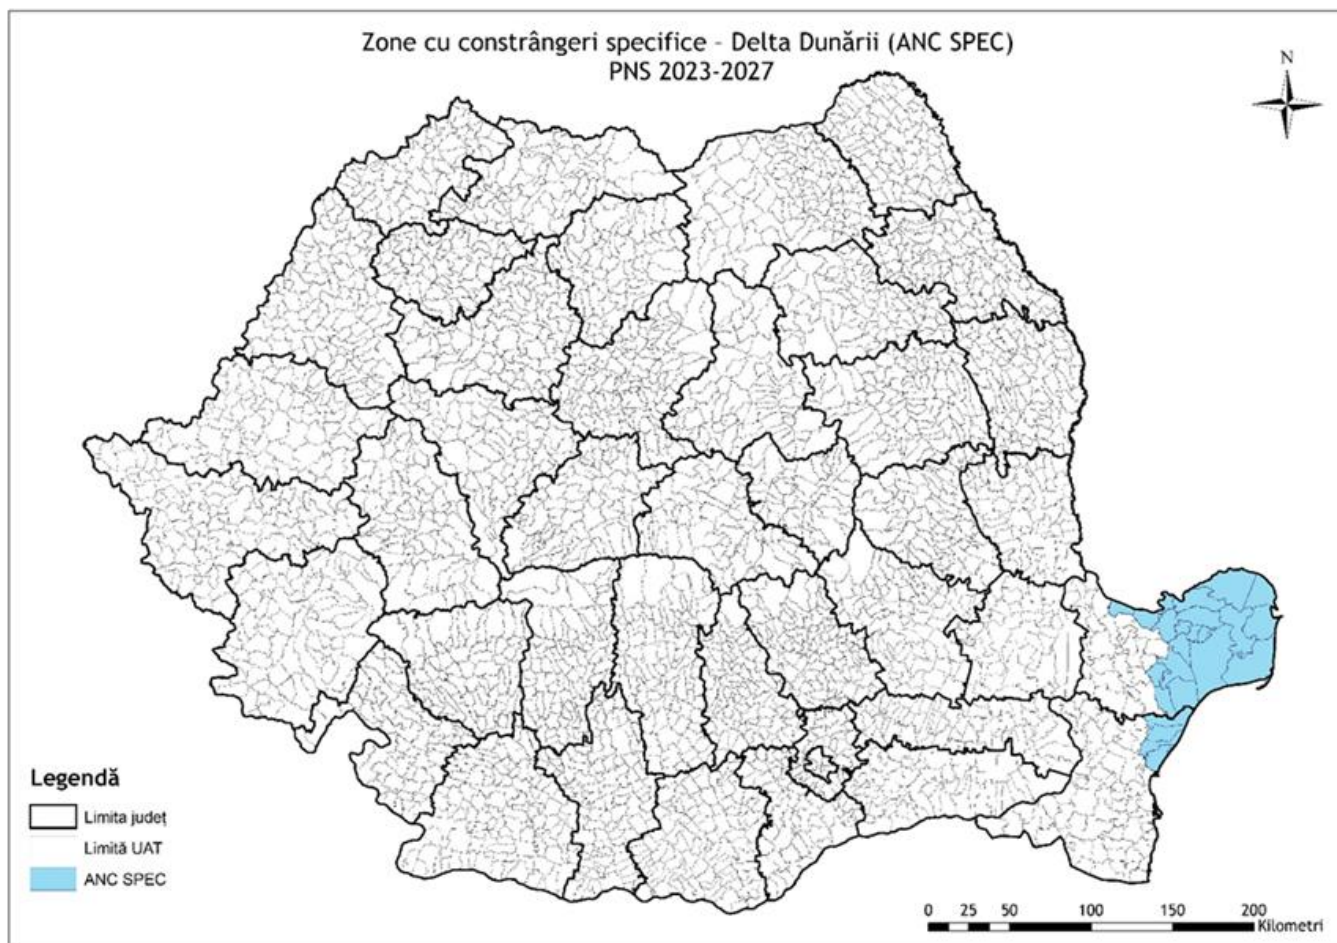 Zone cu constrângeri specifice - Delta Dunării (ANC SPEC)
PNS 2023-2027
N
Legendă
Limita județ
Limită UAT
ANC SPEC
0 25 50 100 150 200
Kilometri